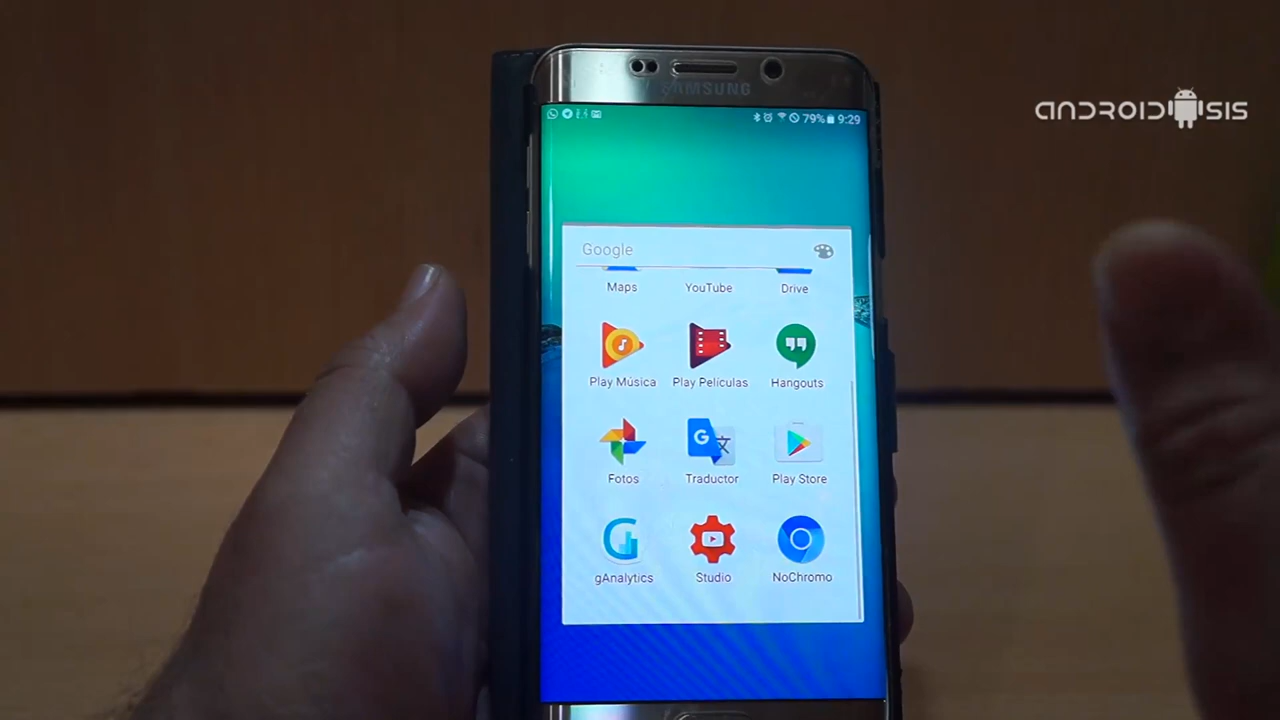 ANDROIDSIS
SAMSUNG
79% 9:29
Google
Maps YouTube Drive
Play Música Play Películas Hangouts
Fotos Traductor Play Store
gAnalytics Studio NoChromo